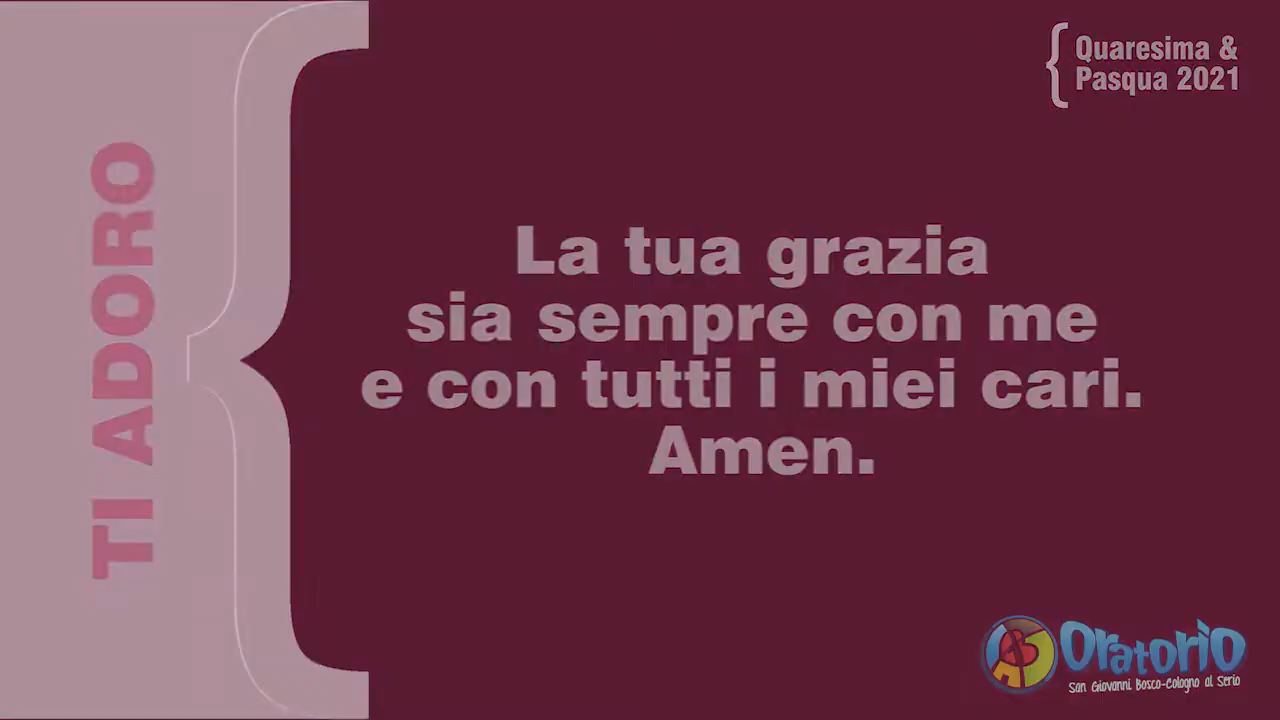 Quaresima &
Pasqua 2021
TI ADORO
La tua grazia
sia sempre con me
e con tutti i miei cari.
Amen.
Oratorio
San Giovanni Bosco-Cologno al Serio